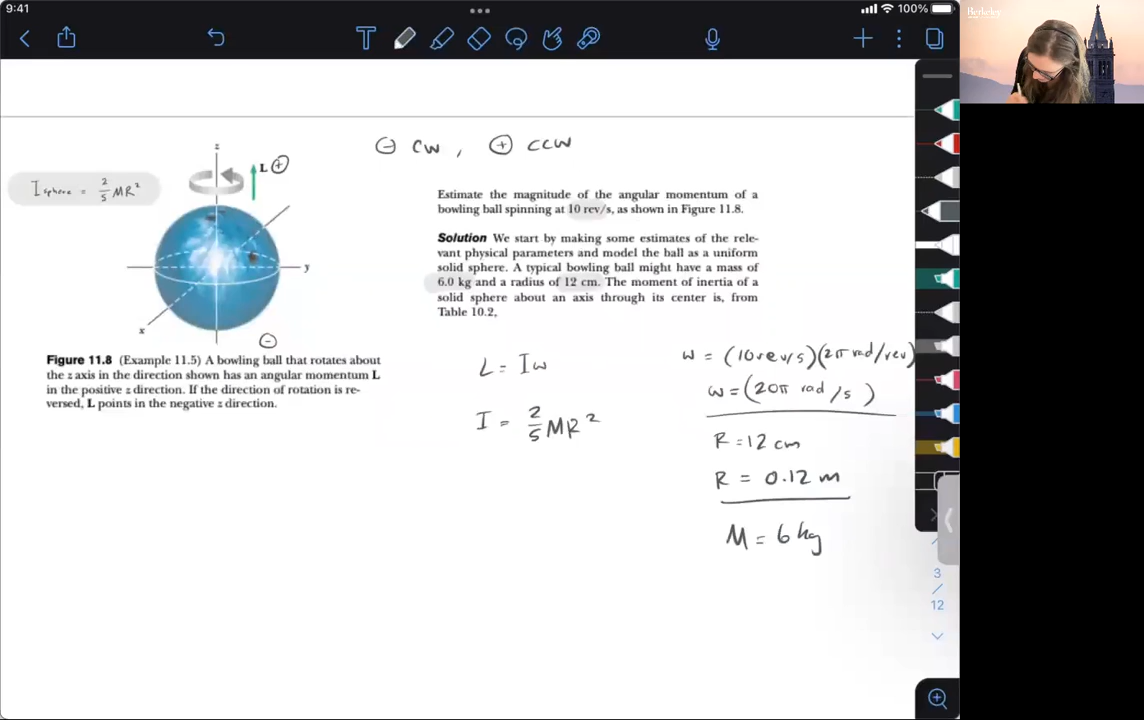 9:41
100%
Berkeley
⊖ CW, ⊕ CCW
z
L ⊕
I sphere = 2/5 MR²
y
x
⊖
Estimate the magnitude of the angular momentum of a
bowling ball spinning at 10 rev/s, as shown in Figure 11.8.
Solution We start by making some estimates of the rele-
vant physical parameters and model the ball as a uniform
solid sphere. A typical bowling ball might have a mass of
6.0 kg and a radius of 12 cm. The moment of inertia of a
solid sphere about an axis through its center is, from
Table 10.2,
Figure 11.8 (Example 11.5) A bowling ball that rotates about
the z axis in the direction shown has an angular momentum L
in the positive z direction. If the direction of rotation is re-
versed, L points in the negative z direction.
L = Iω
I = 2/5 MR²
ω = (10rev/s)(2π rad/rev)
ω = (20π rad/s)
R = 12 cm
R = 0.12 m
M = 6 kg
3
/
12